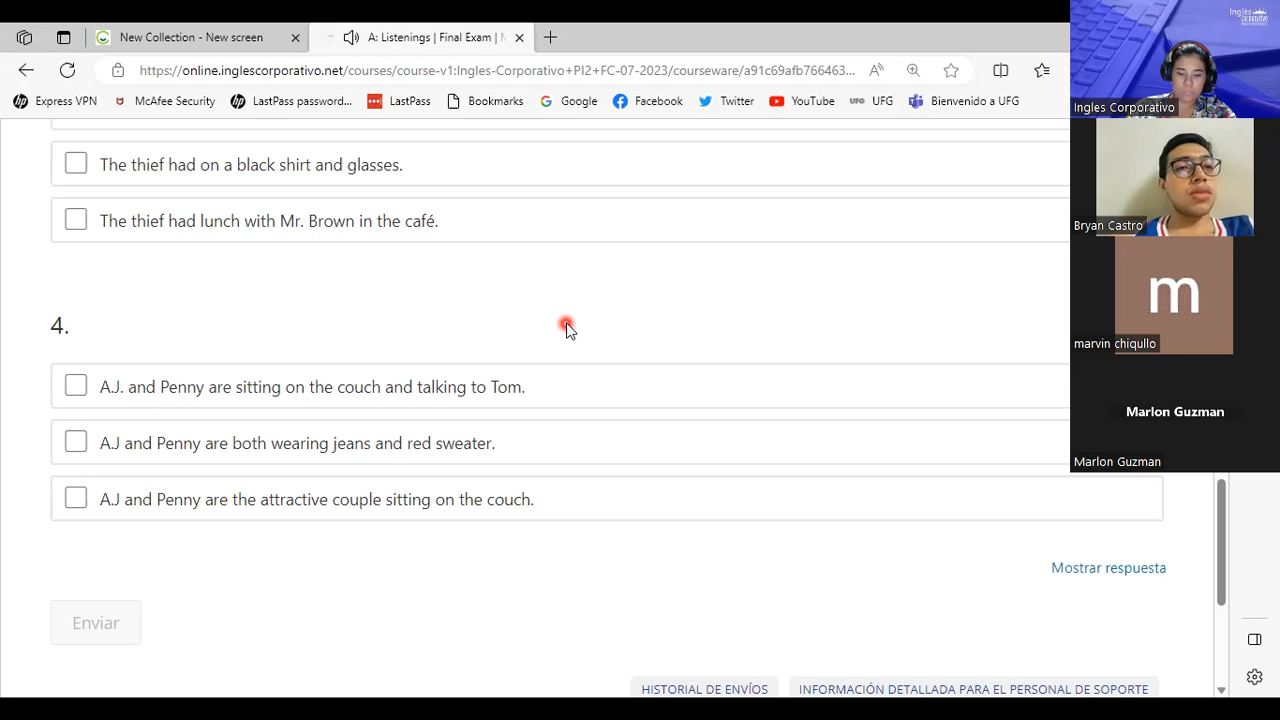 New Collection - New screen
A: Listenings | Final Exam | M
https://online.inglescorporativo.net/courses/course-v1:Ingles-Corporativo+PI2+FC-07-2023/courseware/a91c69afb766463...
Express VPN
McAfee Security
LastPass password...
LastPass
Bookmarks
Google
Facebook
Twitter
YouTube
UFG
UFG
Bienvenido a UFG
The thief had on a black shirt and glasses.
The thief had lunch with Mr. Brown in the café.
4.
A.J. and Penny are sitting on the couch and talking to Tom.
A.J and Penny are both wearing jeans and red sweater.
A.J and Penny are the attractive couple sitting on the couch.
Mostrar respuesta
Enviar
HISTORIAL DE ENVÍOS
INFORMACIÓN DETALLADA PARA EL PERSONAL DE SOPORTE
Inglés
CORPORATIVO
Ingles Corporativo
Bryan Castro
m
marvin chiqullo
Marlon Guzman
Marlon Guzman